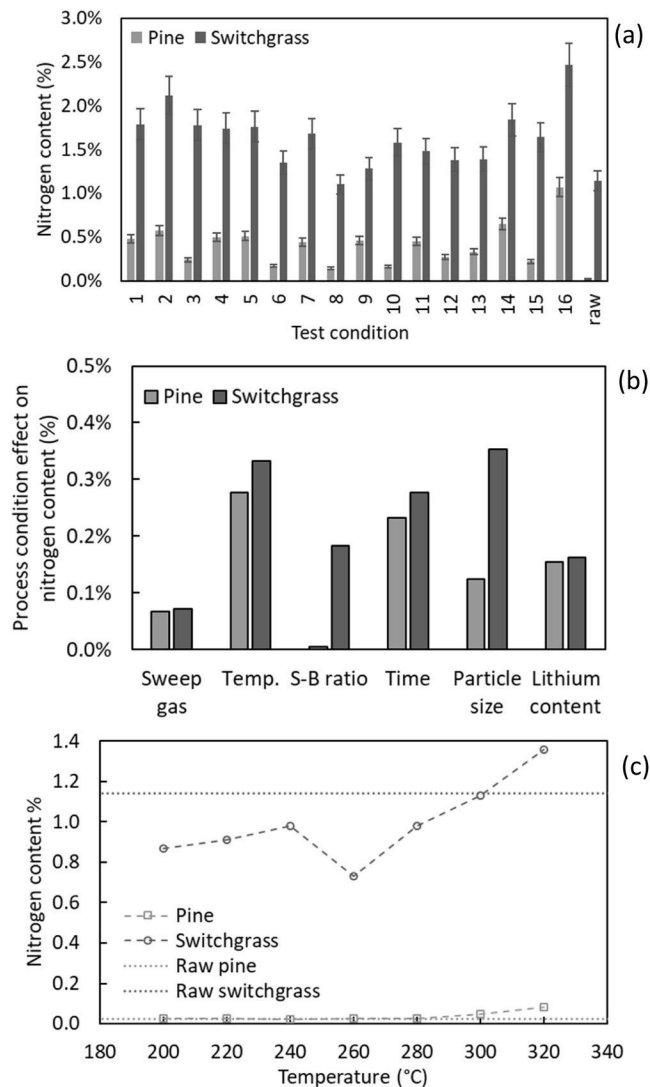 (a)
Pine Switchgrass
Nitrogen content (%)
3.0%
2.5%
2.0%
1.5%
1.0%
0.5%
0.0%
1 2 3 4 5 6 7 8 9 10 11 12 13 14 15 16 raw
Test condition
(b)
Pine Switchgrass
Process condition effect on
nitrogen content (%)
0.5%
0.4%
0.3%
0.2%
0.1%
0.0%
Sweep Temp. S-B ratio Time Particle Lithium
gas size content
(c)
Nitrogen content %
1.4
1.2
1.0
0.8
0.6
0.4
0.2
0.0
Pine
Switchgrass
Raw pine
Raw switchgrass
180 200 220 240 260 280 300 320 340
Temperature (°C)